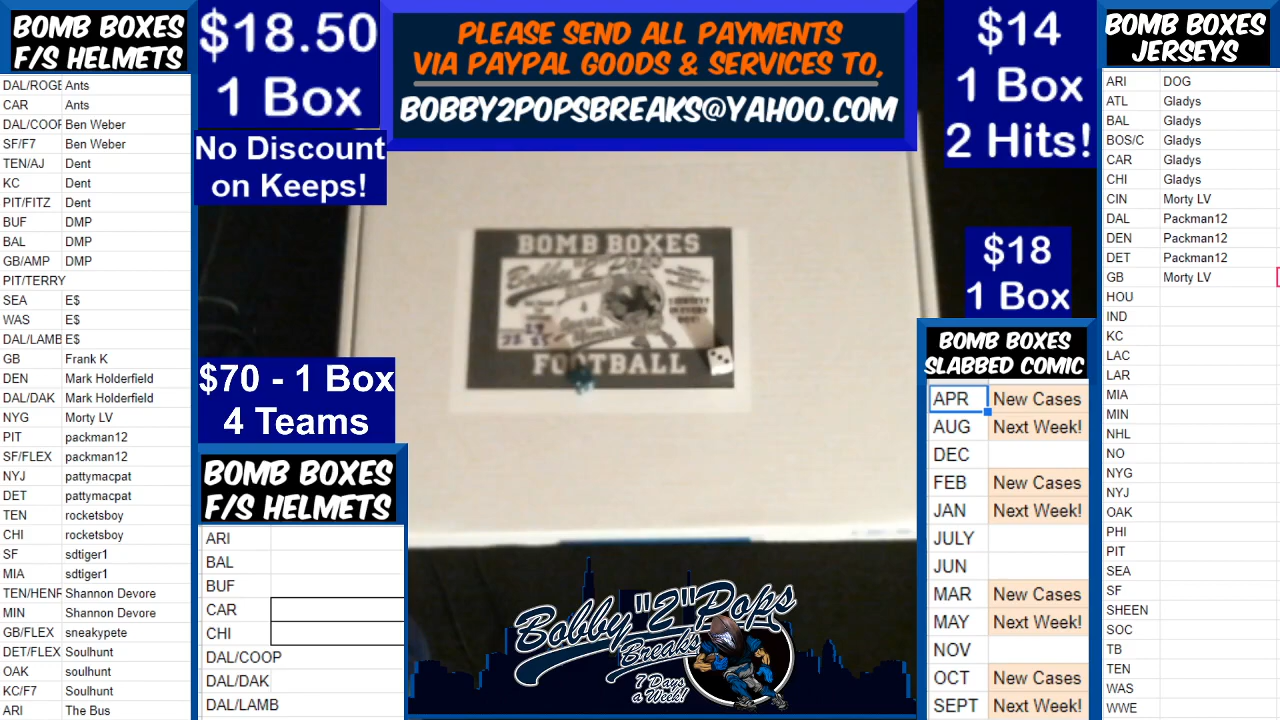 BOMB BOXES
F/S HELMETS
DAL/ROGE Ants
CAR Ants
DAL/COOP Ben Weber
SF/F7 Ben Weber
TEN/AJ Dent
KC Dent
PIT/FITZ Dent
BUF DMP
BAL DMP
GB/AMP DMP
PIT/TERRY
SEA E$
WAS E$
DAL/LAMB E$
GB Frank K
DEN Mark Holderfield
DAL/DAK Mark Holderfield
NYG Morty LV
PIT packman12
SF/FLEX packman12
NYJ pattymacpat
DET pattymacpat
TEN rocketsboy
CHI rocketsboy
SF sdtiger1
MIA sdtiger1
TEN/HENR Shannon Devore
MIN Shannon Devore
GB/FLEX sneakypete
DET/FLEX Soulhunt
OAK soulhunt
KC/F7 Soulhunt
ARI The Bus
$18.50
1 Box
No Discount
on Keeps!
$70 - 1 Box
4 Teams
BOMB BOXES
F/S HELMETS
ARI
BAL
BUF
CAR
CHI
DAL/COOP
DAL/DAK
DAL/LAMB
PLEASE SEND ALL PAYMENTS
VIA PAYPAL GOODS & SERVICES TO,
BOBBY2POPSBREAKS@YAHOO.COM
BOMB BOXES
Bobby "2" Pops
FOOTBALL
Bobby "2" Pops
Breaks
7 Days
a Week!
$14
1 Box
2 Hits!
$18
1 Box
BOMB BOXES
SLABBED COMIC
APR New Cases
AUG Next Week!
DEC
FEB New Cases
JAN Next Week!
JULY
JUN
MAR New Cases
MAY Next Week!
NOV
OCT New Cases
SEPT Next Week!
BOMB BOXES
JERSEYS
ARI DOG
ATL Gladys
BAL Gladys
BOS/C Gladys
CAR Gladys
CHI Gladys
CIN Morty LV
DAL Packman12
DEN Packman12
DET Packman12
GB Morty LV
HOU
IND
KC
LAC
LAR
MIA
MIN
NHL
NO
NYG
NYJ
OAK
PHI
PIT
SEA
SF
SHEEN
SOC
TB
TEN
WAS
WWE